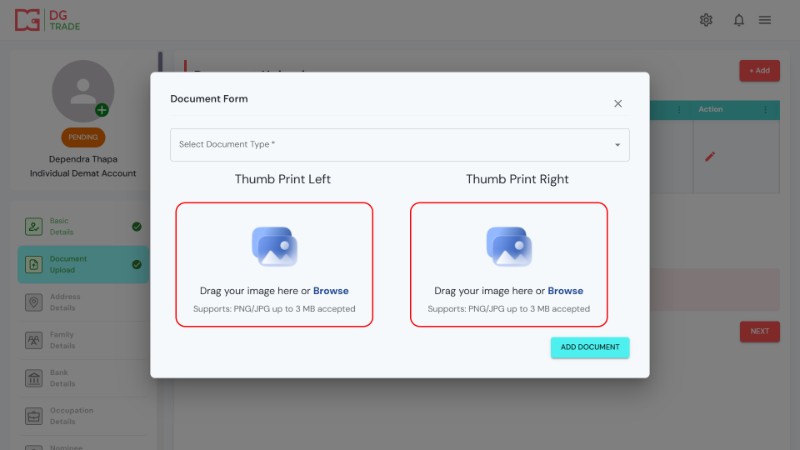 DG
TRADE
+ Add
Document Form
Action
Select Document Type *
PENDING
Thumb Print Left
Thumb Print Right
Dependra Thapa
Individual Demat Account
Basic
Details
Document
Upload
Drag your image here or Browse
Drag your image here or Browse
Address
Details
Supports: PNG/JPG up to 3 MB accepted
Supports: PNG/JPG up to 3 MB accepted
Family
Details
NEXT
ADD DOCUMENT
Bank
Details
Occupation
Details
Nominee